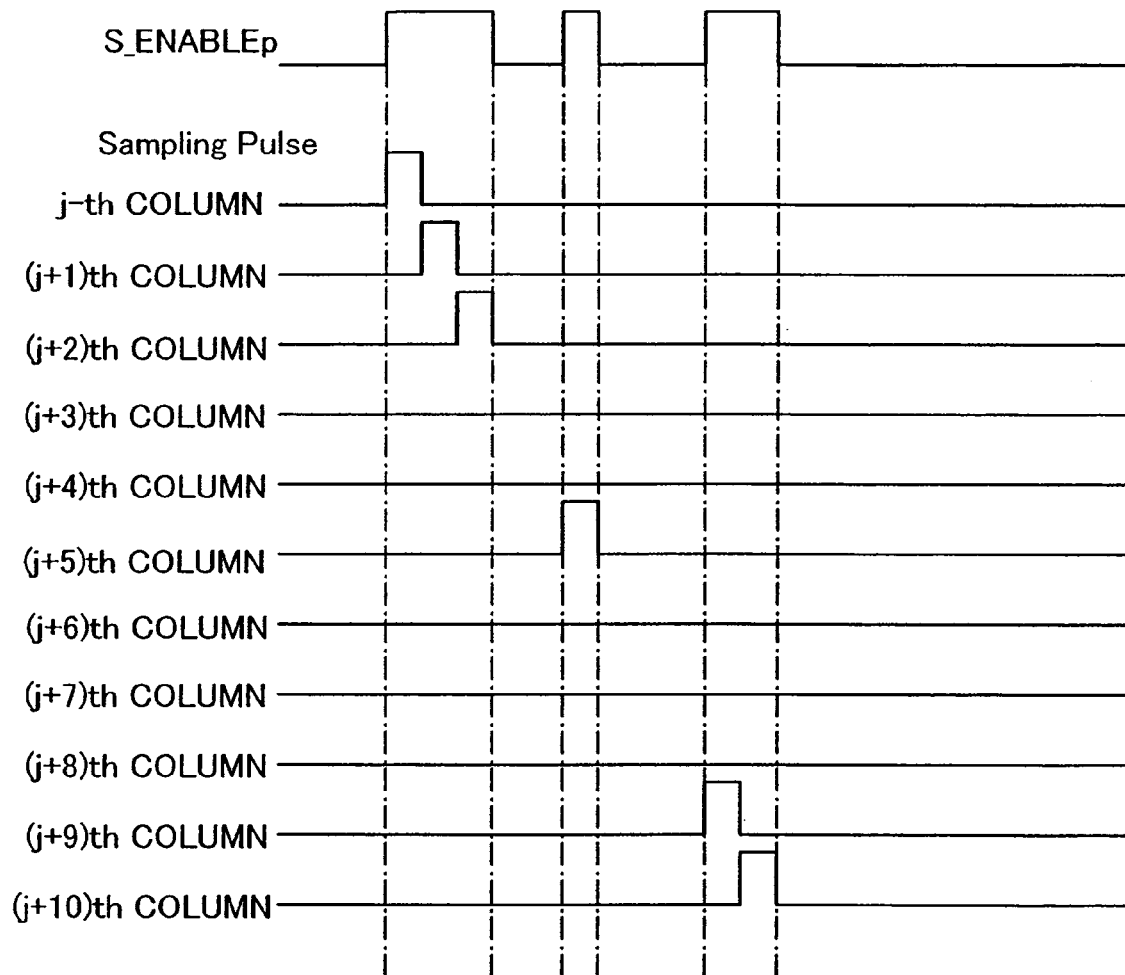 S_ENABLEp
Sampling Pulse
j-th COLUMN
(j+1)th COLUMN
(j+2)th COLUMN
(j+3)th COLUMN
(j+4)th COLUMN
(j+5)th COLUMN
(j+6)th COLUMN
(j+7)th COLUMN
(j+8)th COLUMN
(j+9)th COLUMN
(j+10)th COLUMN